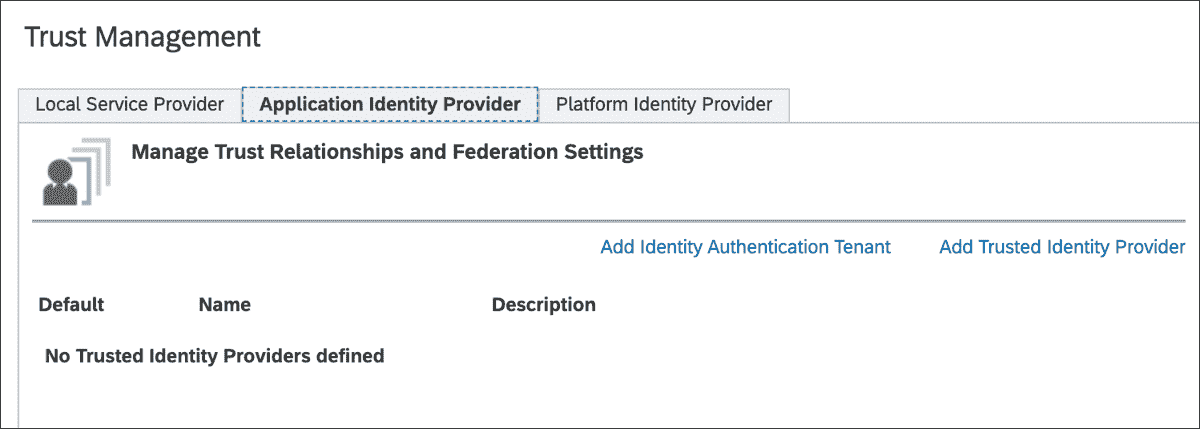 Trust Management
Local Service Provider Application Identity Provider Platform Identity Provider
Manage Trust Relationships and Federation Settings
Add Identity Authentication Tenant Add Trusted Identity Provider
Default Name Description
No Trusted Identity Providers defined